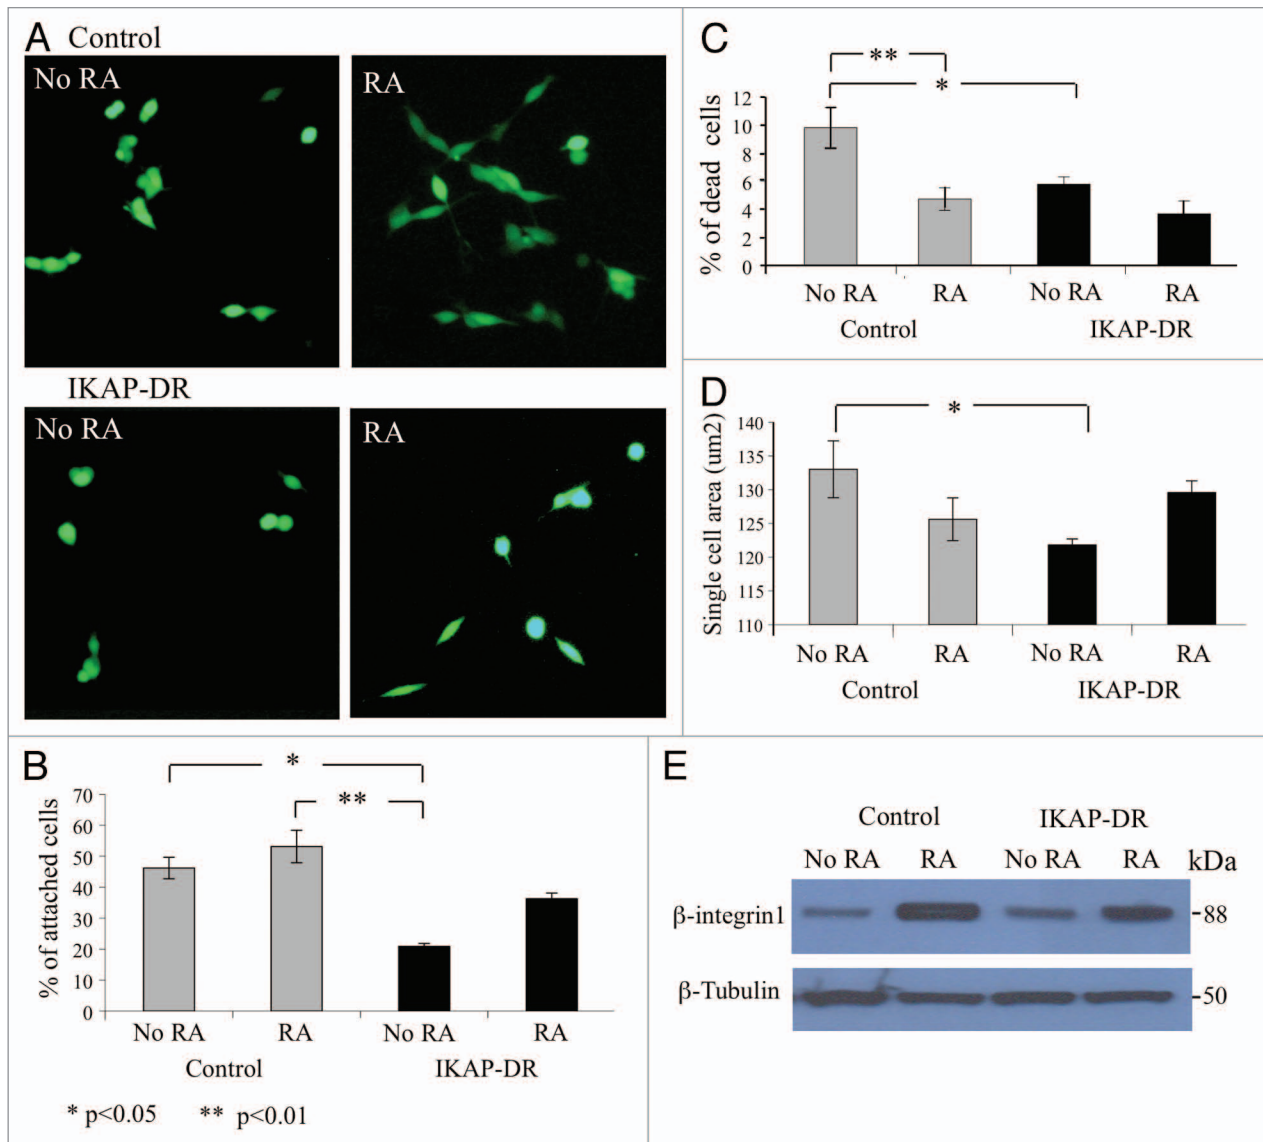 A Control
No RA
RA
IKAP-DR
No RA
RA
B
* **
% of attached cells
70
60
50
40
30
20
10
0
No RA RA No RA RA
Control IKAP-DR
* p<0.05 ** p<0.01
C
**
*
% of dead cells
12
10
8
6
4
2
0
No RA RA No RA RA
Control IKAP-DR
D
*
Single cell area (um2)
140
135
130
125
120
115
110
No RA RA No RA RA
Control IKAP-DR
E
Control IKAP-DR
No RA RA No RA RA kDa
β-integrin1 -88
β-Tubulin -50